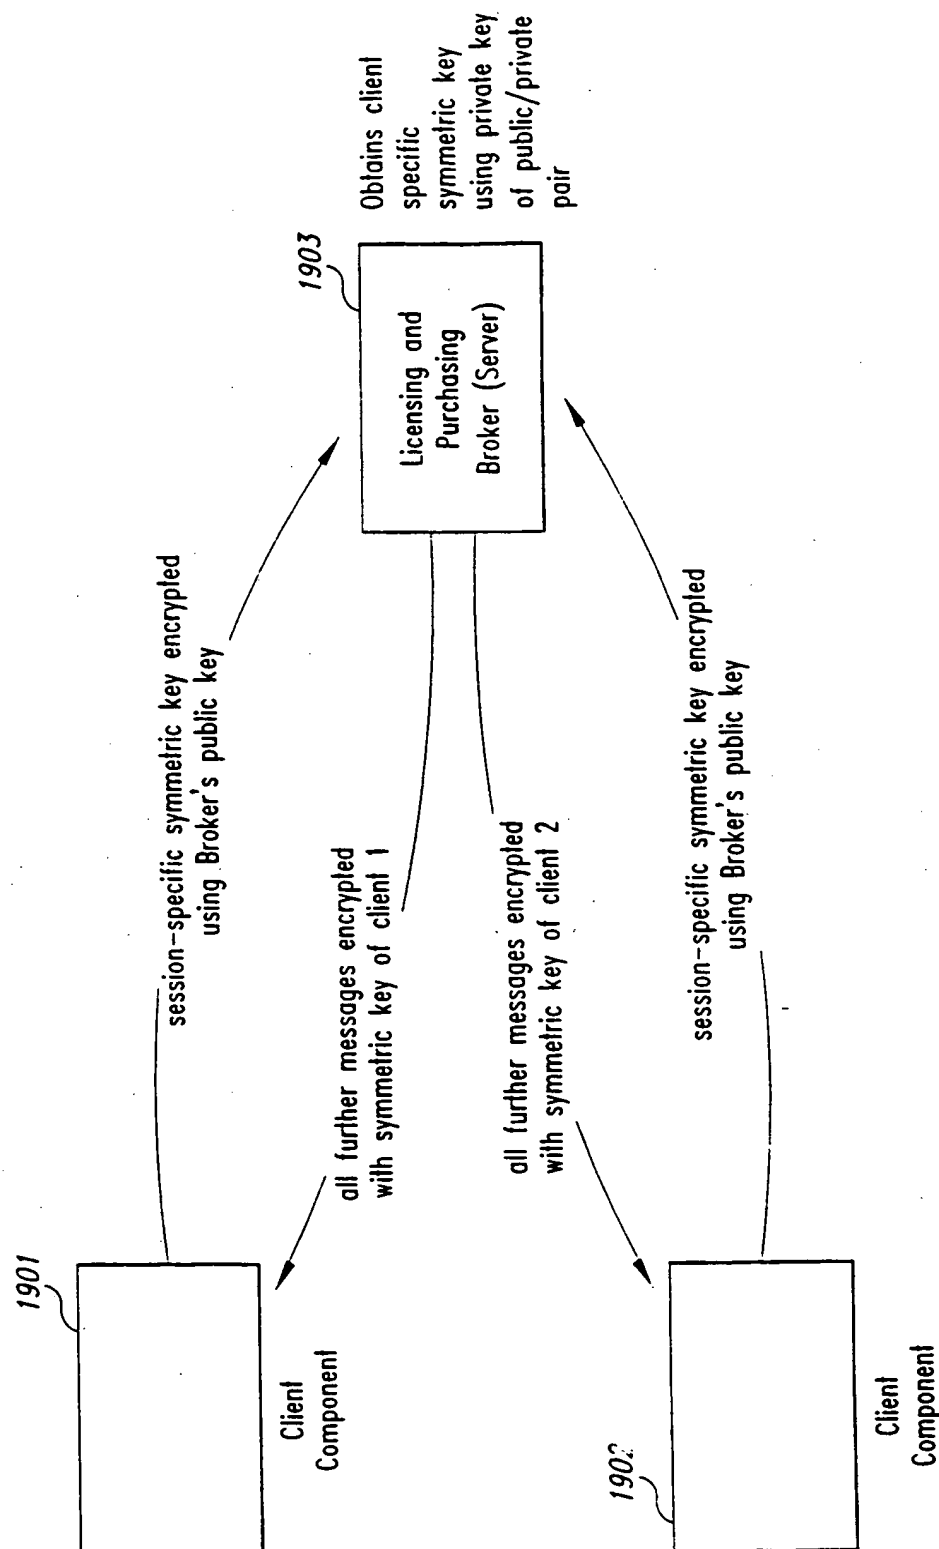 1901
Client
Component
session-specific symmetric key encrypted
using Broker's public key
1903
Licensing and
Purchasing
Broker (Server)
Obtains client
specific
symmetric key
using private key
of public/private
pair
all further messages encrypted
with symmetric key of client 1
all further messages encrypted
with symmetric key of client 2
1902
Client
Component
session-specific symmetric key encrypted
using Broker's public key